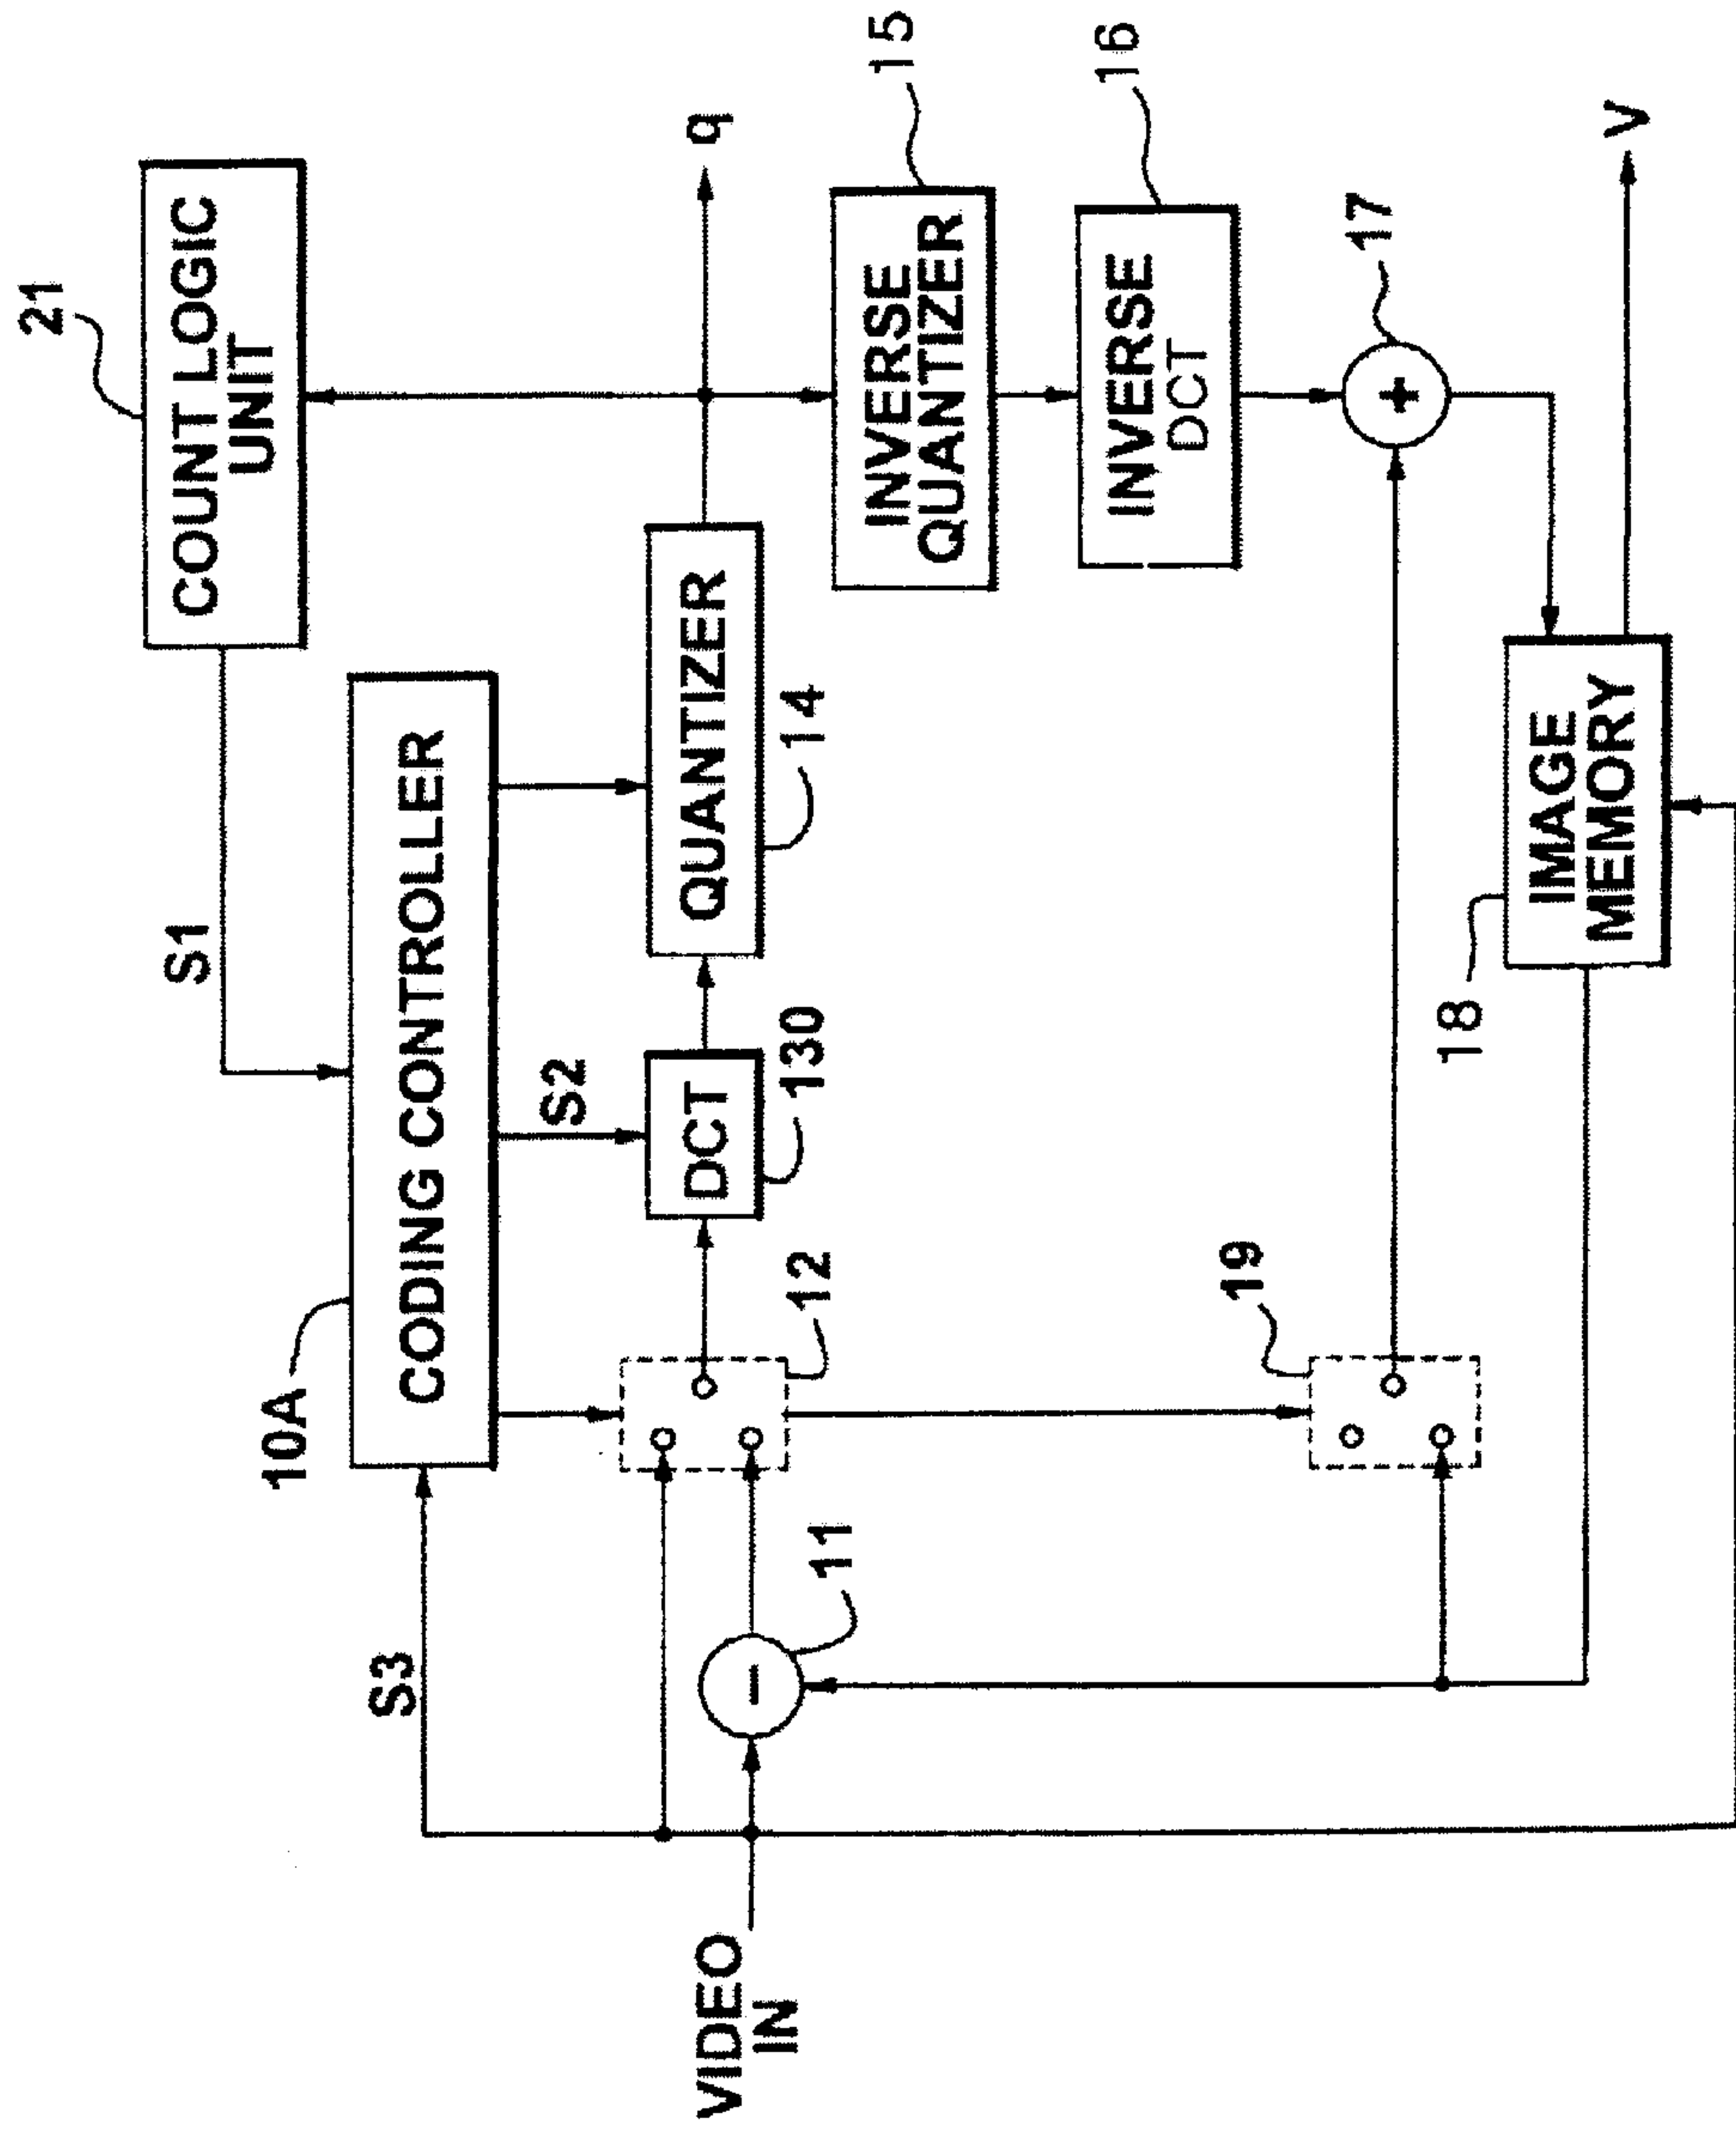 21
COUNT LOGIC
UNIT
S1
10A
CODING CONTROLLER
S3
S2
VIDEO
IN
11
12
DCT
130
QUANTIZER
14
q
INVERSE
QUANTIZER
15
INVERSE
DCT
16
17
+
−
19
18
IMAGE
MEMORY
V